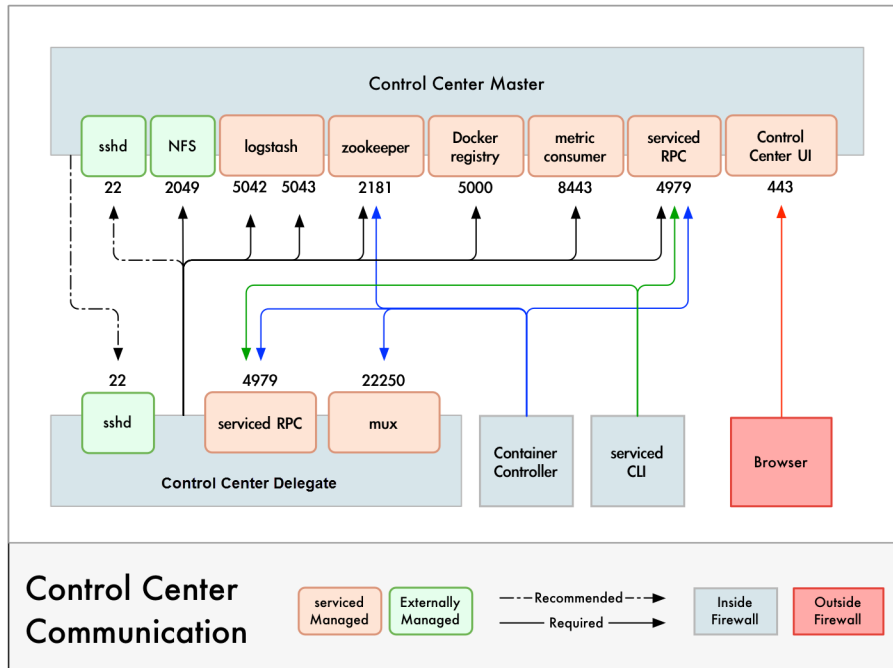 Control Center Master
sshd
NFS
logstash
zookeeper
Docker
registry
metric
consumer
serviced
RPC
Control
Center UI
22
2049
5042
5043
2181
5000
8443
4979
443
22
4979
22250
sshd
serviced RPC
mux
Control Center Delegate
Container
Controller
serviced
CLI
Browser
Control Center
Communication
serviced
Managed
Externally
Managed
Recommended
Required
Inside
Firewall
Outside
Firewall